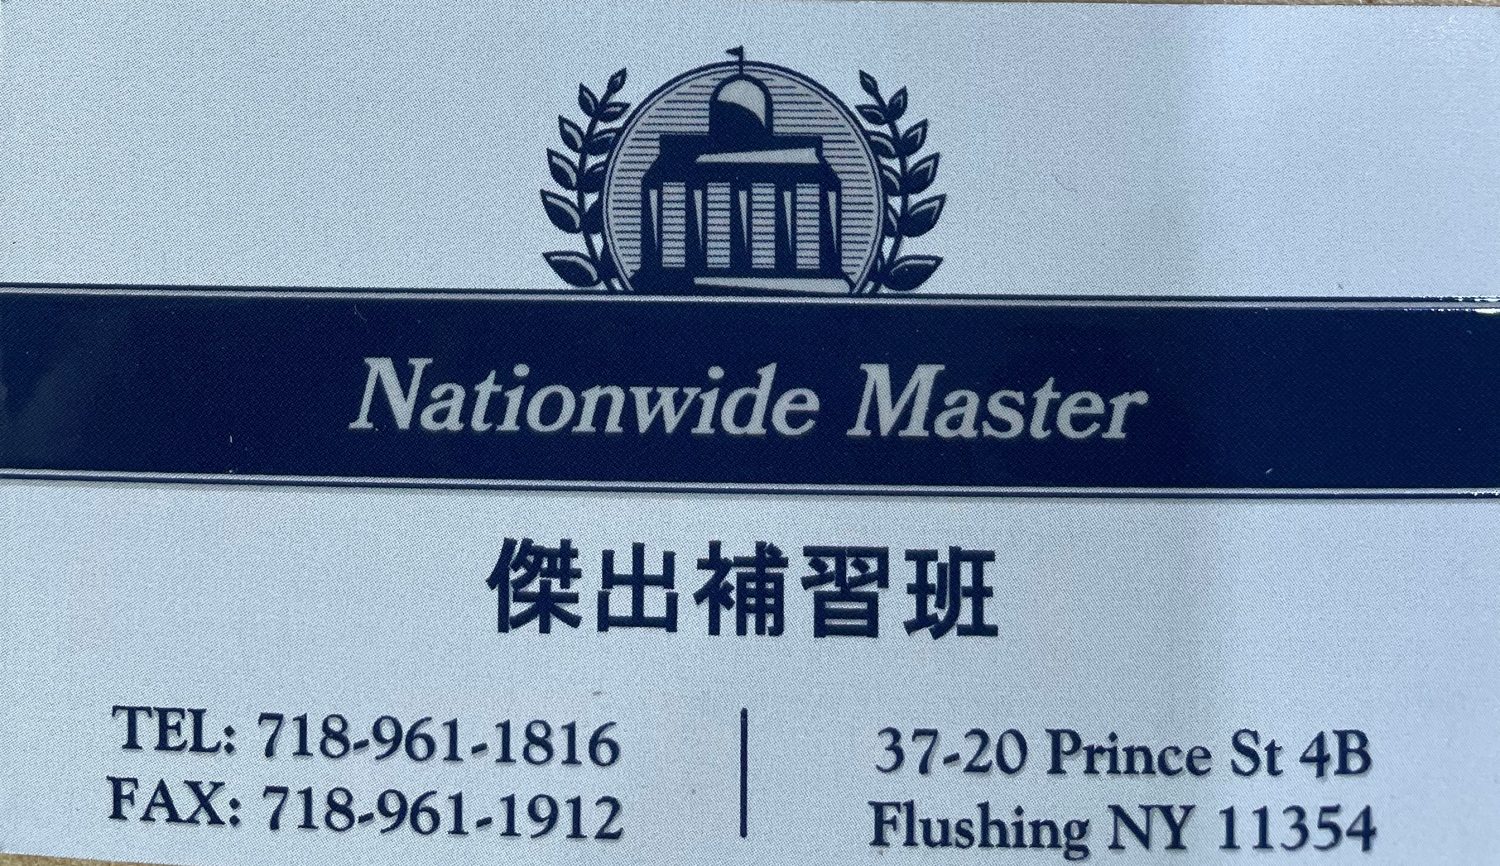 Nationwide Master
傑出補習班
TEL: 718-961-1816
FAX: 718-961-1912
37-20 Prince St 4B
Flushing NY 11354